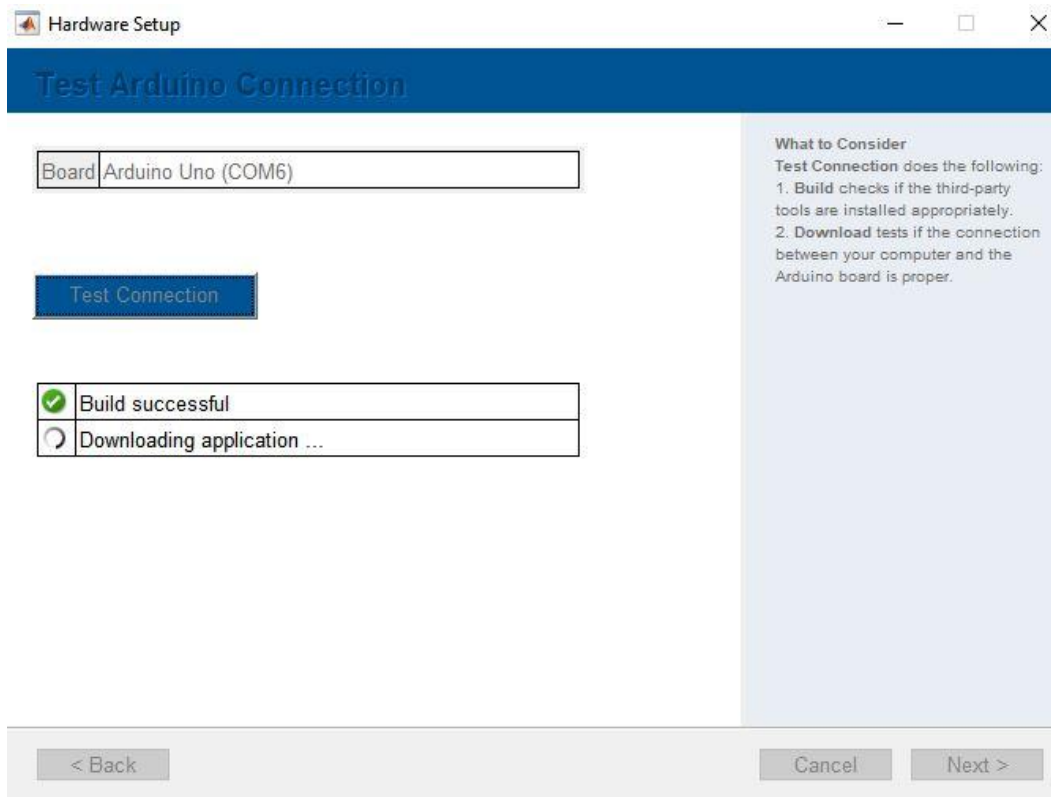 Hardware Setup
Test Arduino Connection
Board Arduino Uno (COM6)
Test Connection
Build successful
Downloading application ...
What to Consider
Test Connection does the following:
1. Build checks if the third-party
tools are installed appropriately.
2. Download tests if the connection
between your computer and the
Arduino board is proper.
< Back
Cancel
Next >